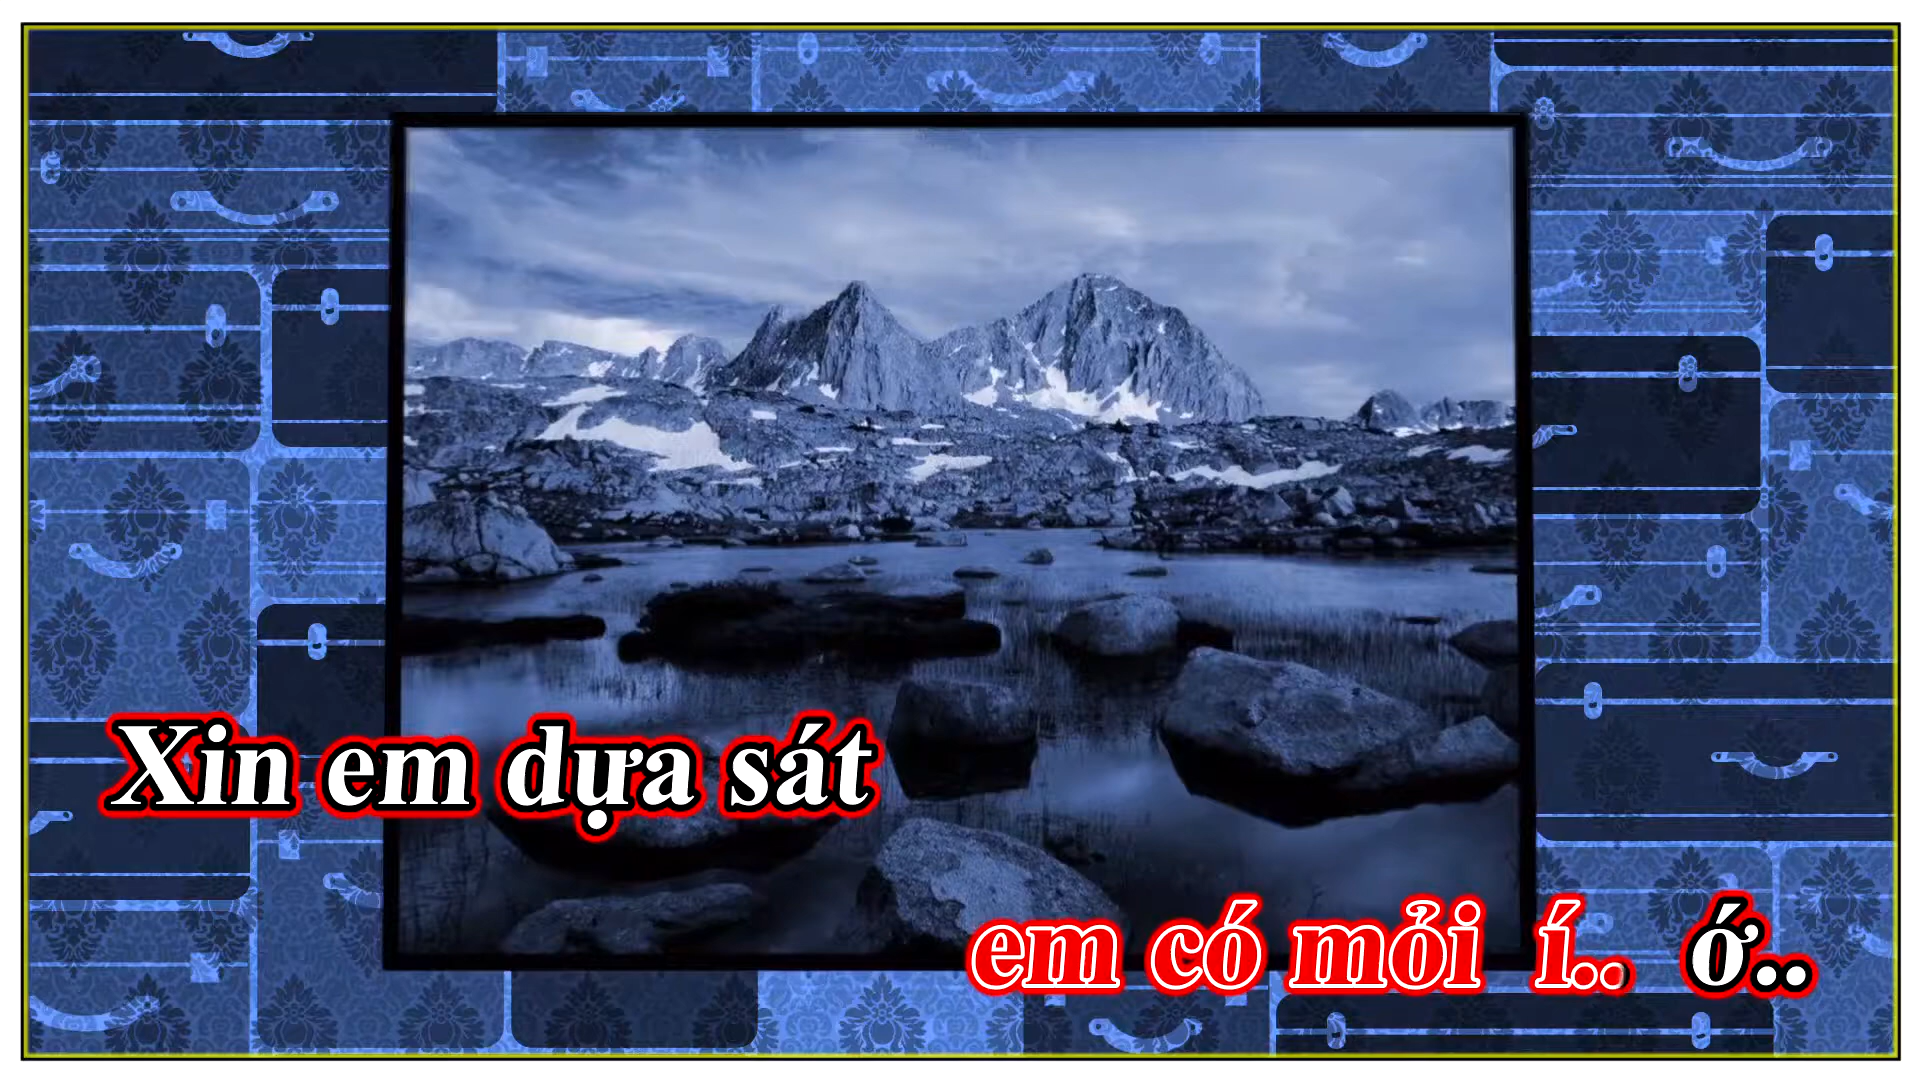 Xin em dựa sát
em có mỏi í.. ớ..